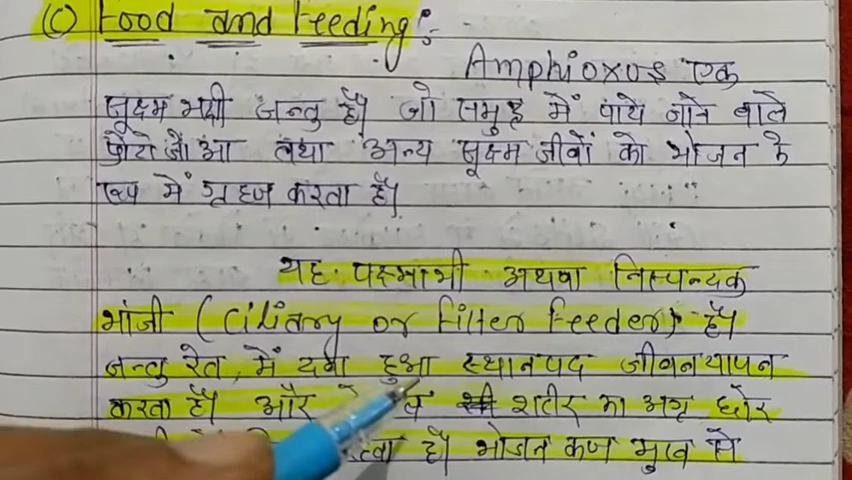 (C) Food and Feeding:-
Amphioxus एक
सूक्ष्म भक्षी जन्तु है। जो समुद्र में पाये जाने वाले
प्रोटोजोआ तथा अन्य सूक्ष्म जीवों को भोजन के
रूप में ग्रहण करता है।
यह पक्ष्माभी अथवा निस्पन्दक
भोजी (Ciliary or Filter Feeder) है।
जन्तु रेत में दबा हुआ स्थानबद्ध जीवनयापन
करता है। और शरीर का अग्र छोर
है। भोजन कण मुख में